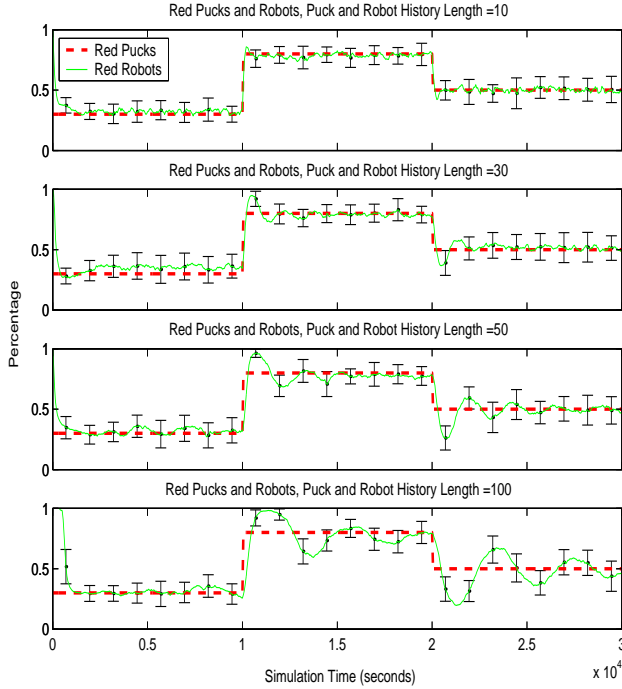 Red Pucks and Robots, Puck and Robot History Length =10
1
0.5
0
Red Pucks
Red Robots
Red Pucks and Robots, Puck and Robot History Length =30
1
0.5
0
Percentage
Red Pucks and Robots, Puck and Robot History Length =50
1
0.5
0
Red Pucks and Robots, Puck and Robot History Length =100
1
0.5
0
0 0.5 1 1.5 2 2.5 3
x 10^4
Simulation Time (seconds)